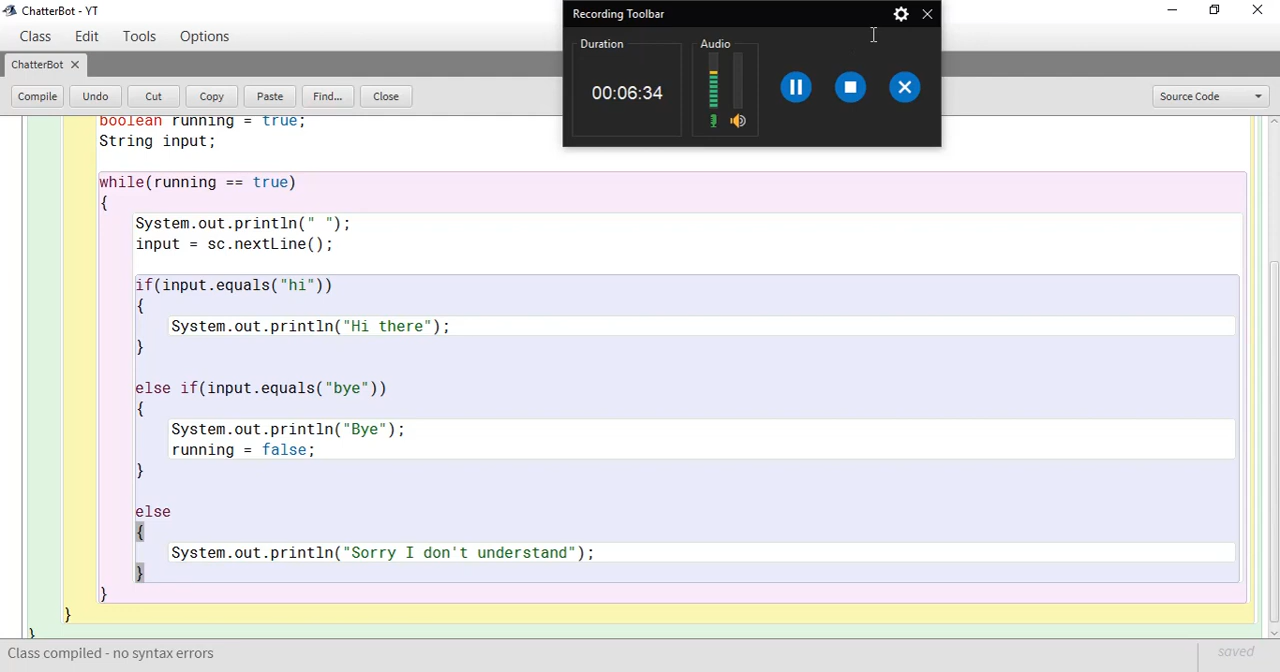 ChatterBot - YT
Class Edit Tools Options
ChatterBot
Compile Undo Cut Copy Paste Find... Close
Source Code
Recording Toolbar
Duration
Audio
00:06:34
boolean running = true;
String input;
while(running == true)
{
System.out.println(" ");
input = sc.nextLine();
if(input.equals("hi"))
{
System.out.println("Hi there");
}
else if(input.equals("bye"))
{
System.out.println("Bye");
running = false;
}
else
{
System.out.println("Sorry I don't understand");
}
}
}
}
Class compiled - no syntax errors
saved